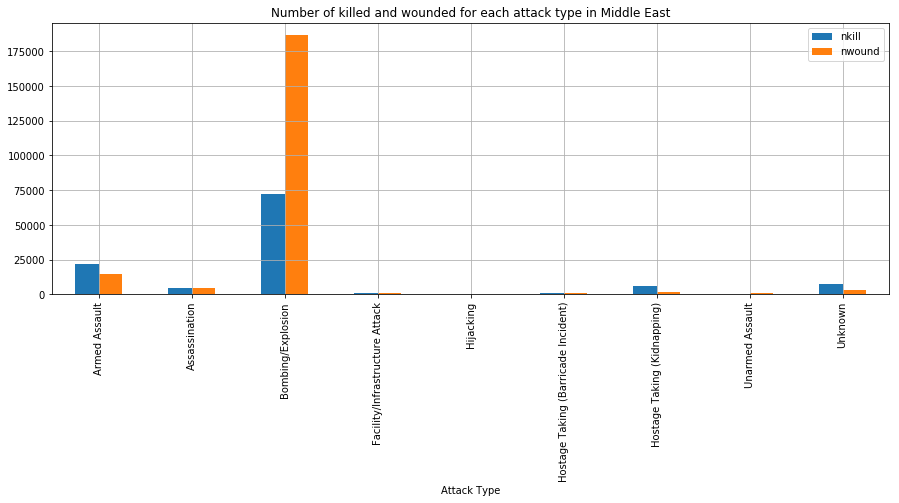 Number of killed and wounded for each attack type in Middle East
nkill
nwound
175000
150000
125000
100000
75000
50000
25000
0
Armed Assault
Assassination
Bombing/Explosion
Facility/Infrastructure Attack
Hijacking
Hostage Taking (Barricade Incident)
Hostage Taking (Kidnapping)
Unarmed Assault
Unknown
Attack Type